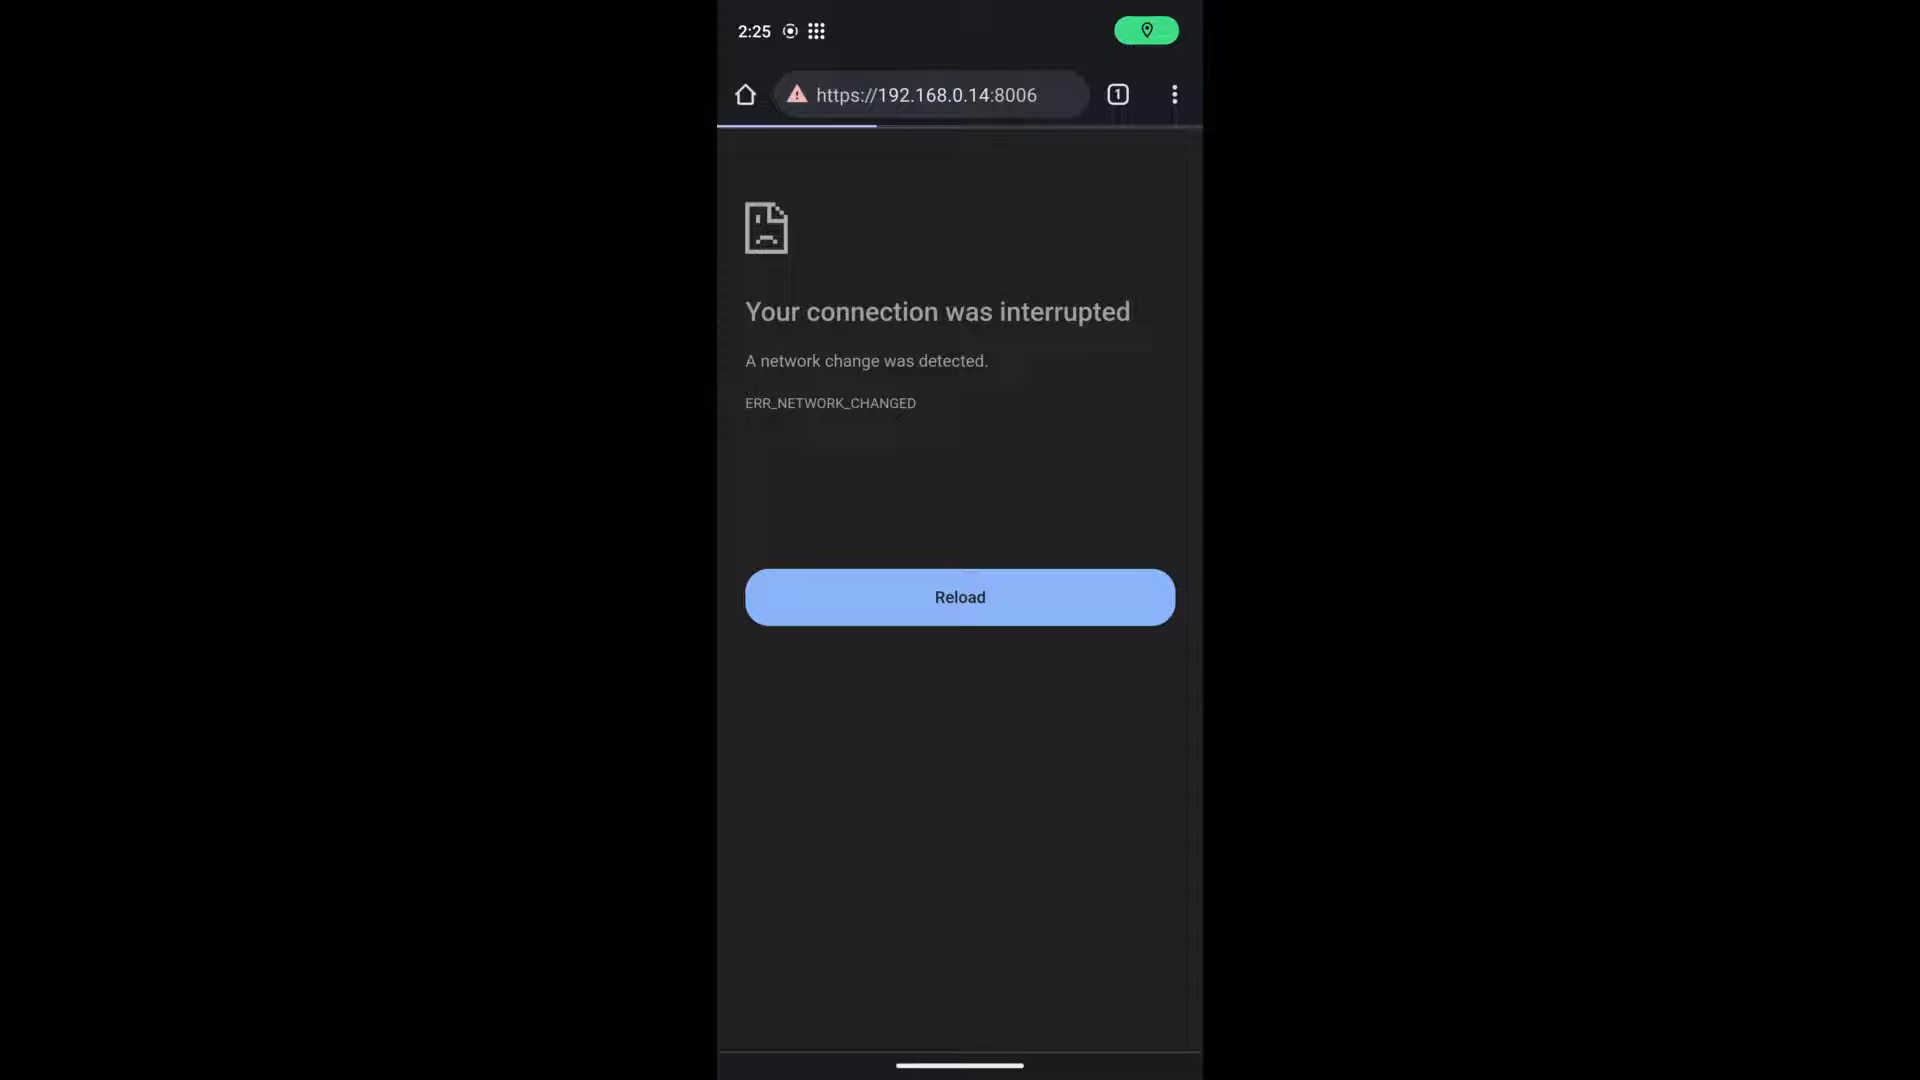 2:25
https://192.168.0.14:8006
1
Your connection was interrupted
A network change was detected.
ERR_NETWORK_CHANGED
Reload